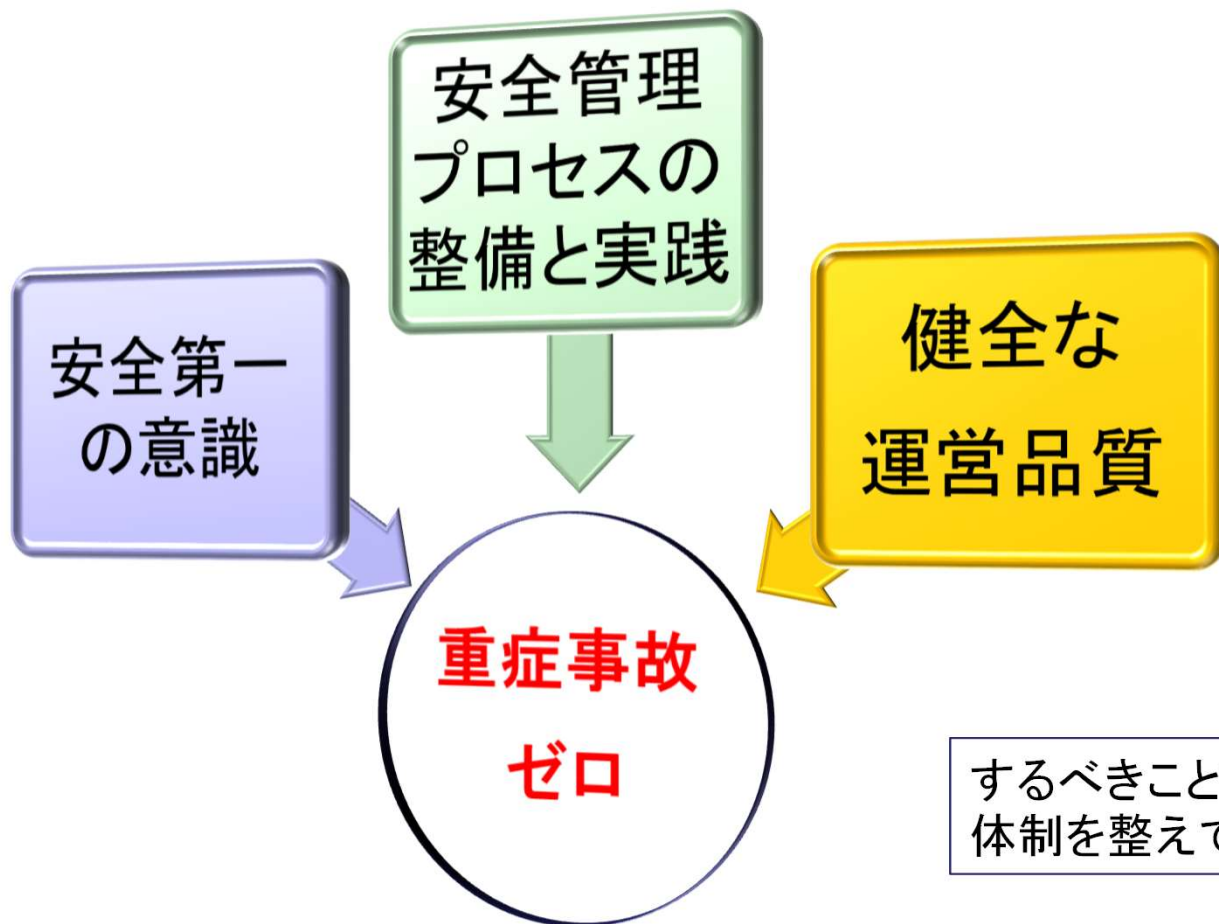 安全管理
プロセスの
整備と実践
安全第一
の意識
健全な
運営品質
重症事故
ゼロ
するべきこと
体制を整えて